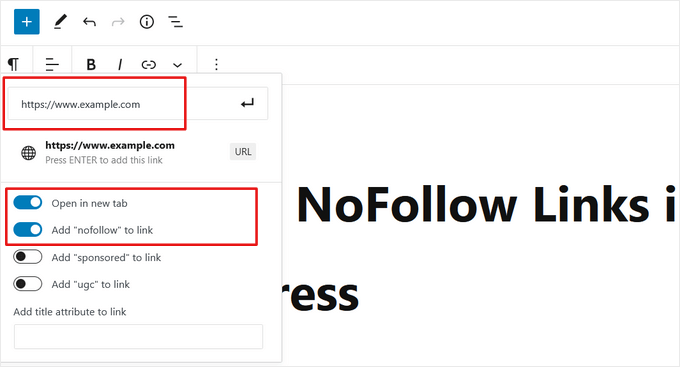 B I
https://www.example.com
https://www.example.com
Press ENTER to add this link
URL
Open in new tab
Add "nofollow" to link
Add "sponsored" to link
Add "ugc" to link
Add title attribute to link
NoFollow Links i
ress